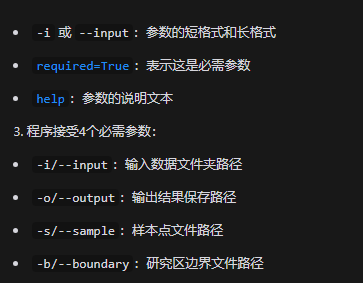 • -i 或 --input：参数的短格式和长格式
• required=True：表示这是必需参数
• help：参数的说明文本
3. 程序接受4个必需参数：
• -i/--input：输入数据文件夹路径
• -o/--output：输出结果保存路径
• -s/--sample：样本点文件路径
• -b/--boundary：研究区边界文件路径